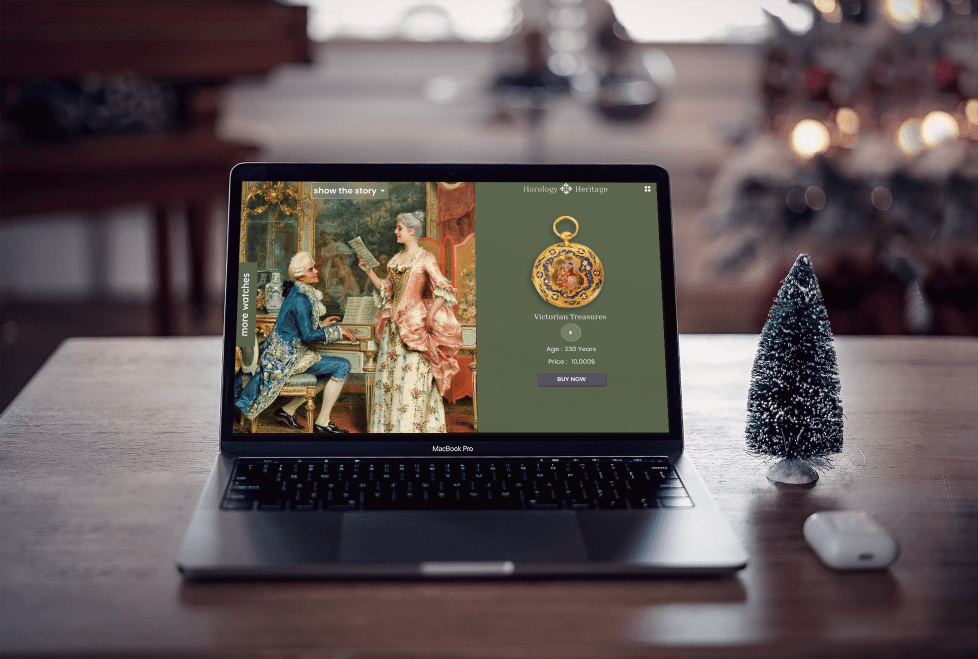 show the story
more watches
Horology Heritage
Victorian Treasures
Age : 230 Years
Price : 10,000$
BUY NOW
MacBook Pro